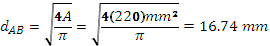 d_AB = √(4A/π) = √(4(220)mm²/π) = 16.74 mm